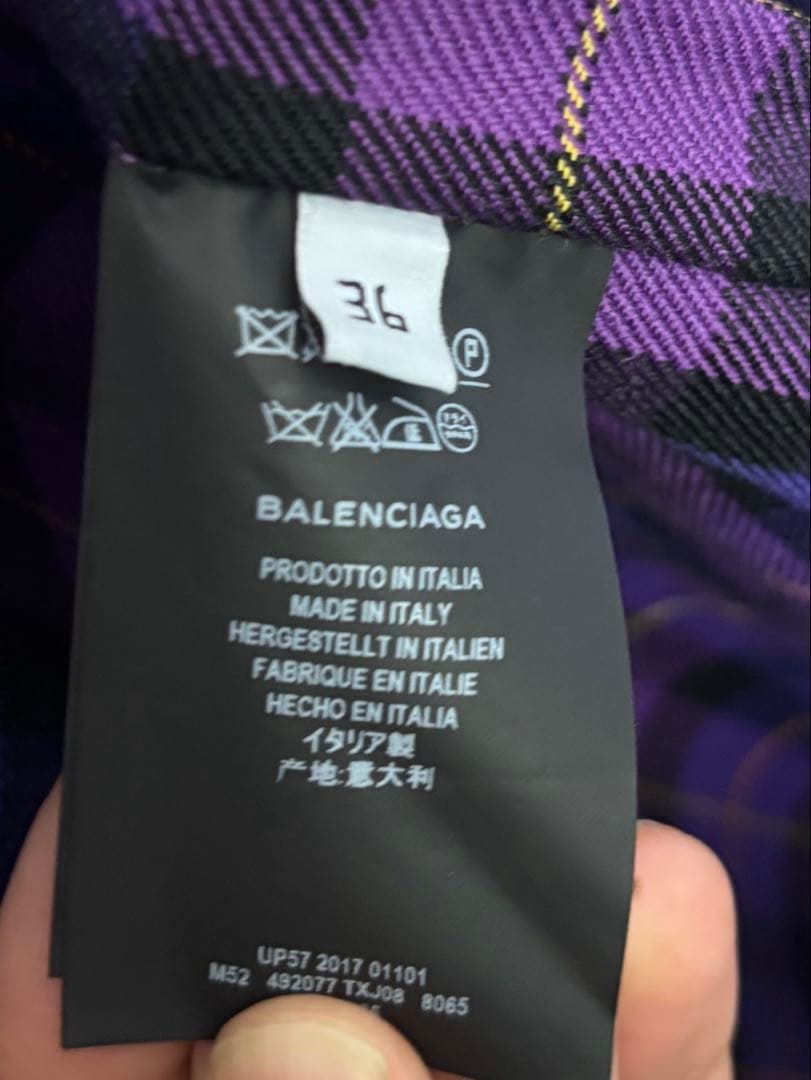 36
P
BALENCIAGA
PRODOTTO IN ITALIA
MADE IN ITALY
HERGESTELLT IN ITALIEN
FABRIQUE EN ITALIE
HECHO EN ITALIA
イタリア製
产地:意大利
UP57 2017 01101
M52 492077 TXJ08 8065